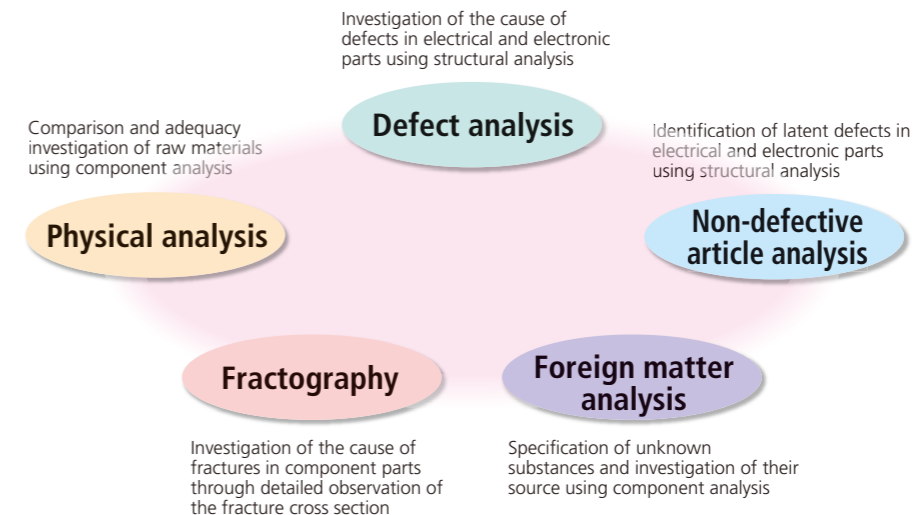 Investigation of the cause of
defects in electrical and electronic
parts using structural analysis
Defect analysis
Comparison and adequacy
investigation of raw materials
using component analysis
Physical analysis
Identification of latent defects in
electrical and electronic parts
using structural analysis
Non-defective
article analysis
Fractography
Investigation of the cause of
fractures in component parts
through detailed observation of
the fracture cross section
Foreign matter
analysis
Specification of unknown
substances and investigation of their
source using component analysis